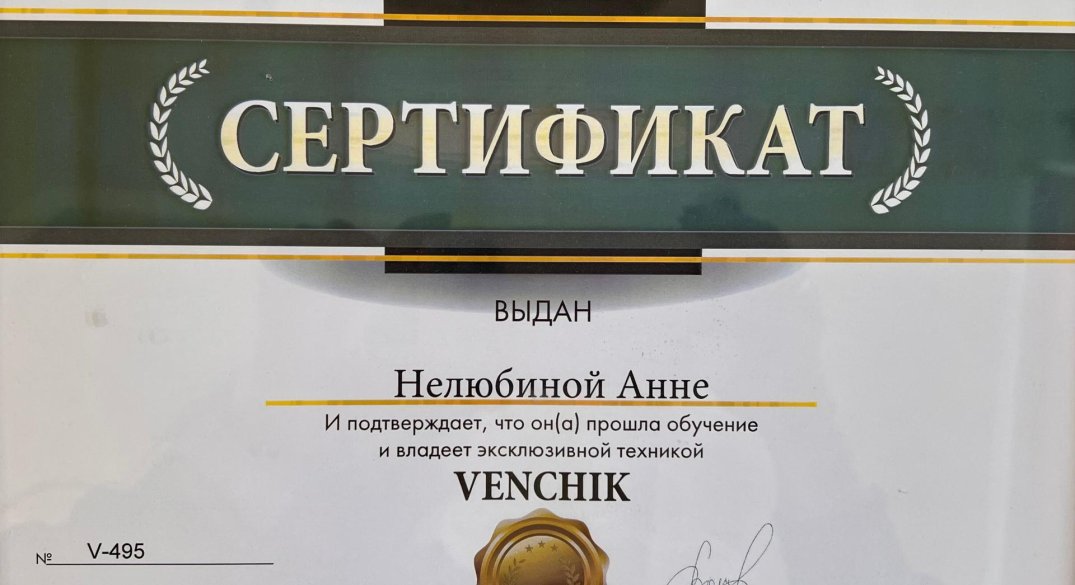 СЕРТИФИКАТ
ВЫДАН
Нелюбиной Анне
И подтверждает, что он(а) прошла обучение
и владеет эксклюзивной техникой
VENCHIK
№ V-495